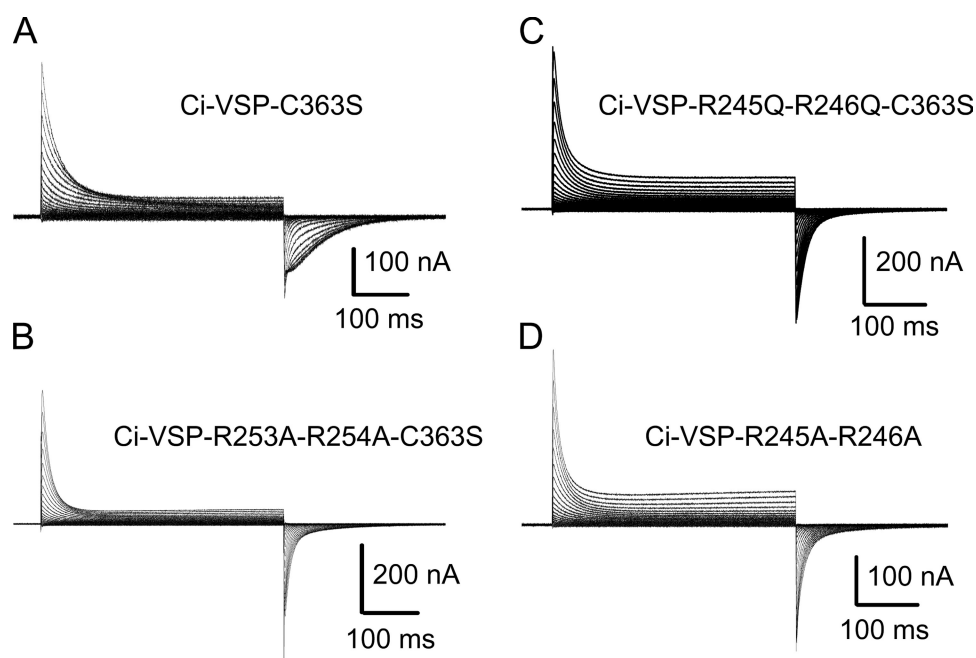 A
Ci-VSP-C363S
100 nA
100 ms
B
Ci-VSP-R253A-R254A-C363S
200 nA
100 ms
C
Ci-VSP-R245Q-R246Q-C363S
200 nA
100 ms
D
Ci-VSP-R245A-R246A
100 nA
100 ms